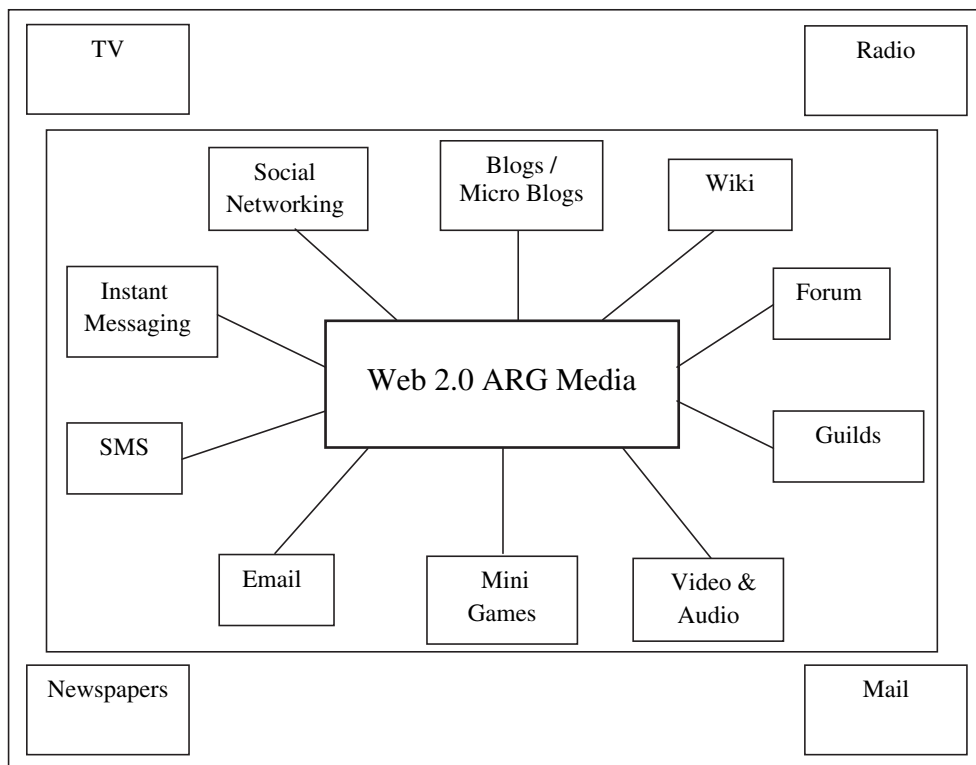 TV
Radio
Social
Networking
Blogs /
Micro Blogs
Wiki
Instant
Messaging
Forum
Web 2.0 ARG Media
SMS
Guilds
Email
Mini
Games
Video &
Audio
Newspapers
Mail